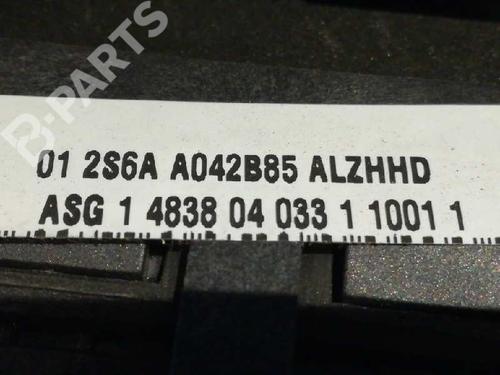 B-PARTS
01 2S6A A042B85 ALZHHD
ASG 1 4838 04 033 1 1001 1